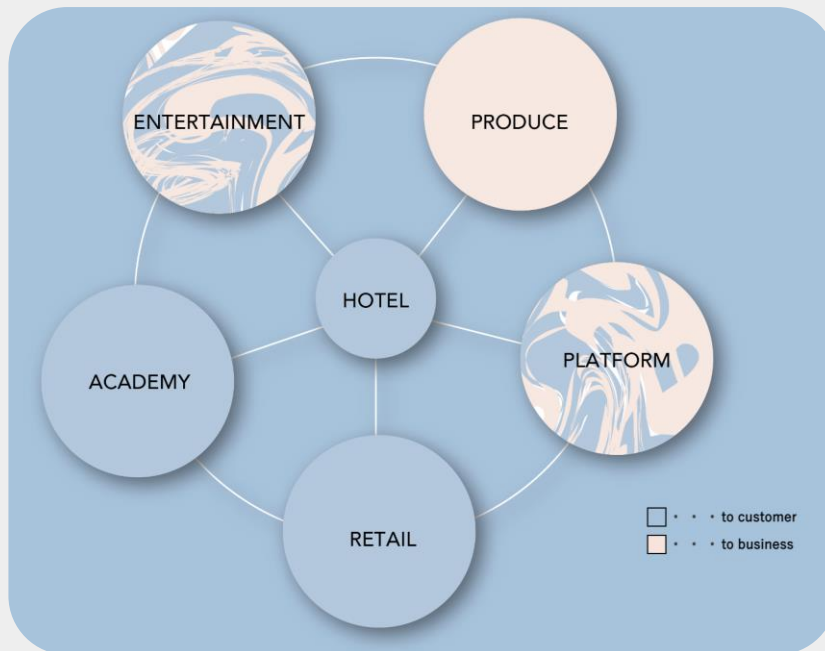 ENTERTAINMENT
PRODUCE
HOTEL
PLATFORM
ACADEMY
RETAIL
・・・to customer
・・・to business